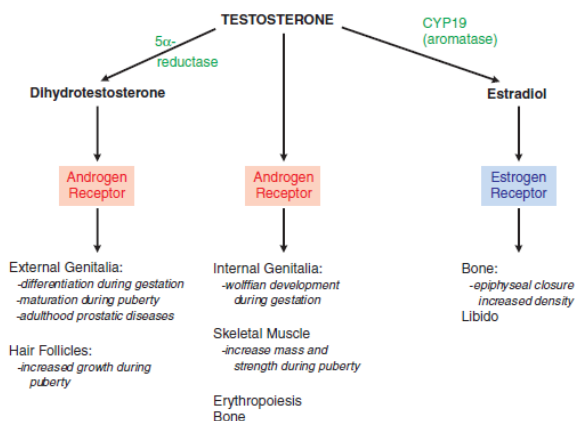 TESTOSTERONE
5α-
reductase
CYP19
(aromatase)
Dihydrotestosterone
Estradiol
Androgen
Receptor
Androgen
Receptor
Estrogen
Receptor
External Genitalia:
-differentiation during gestation
-maturation during puberty
-adulthood prostatic diseases
Hair Follicles:
-increased growth during
puberty
Internal Genitalia:
-wolffian development
during gestation
Skeletal Muscle
-increase mass and
strength during puberty
Erythropoiesis
Bone
Bone:
-epiphyseal closure
increased density
Libido